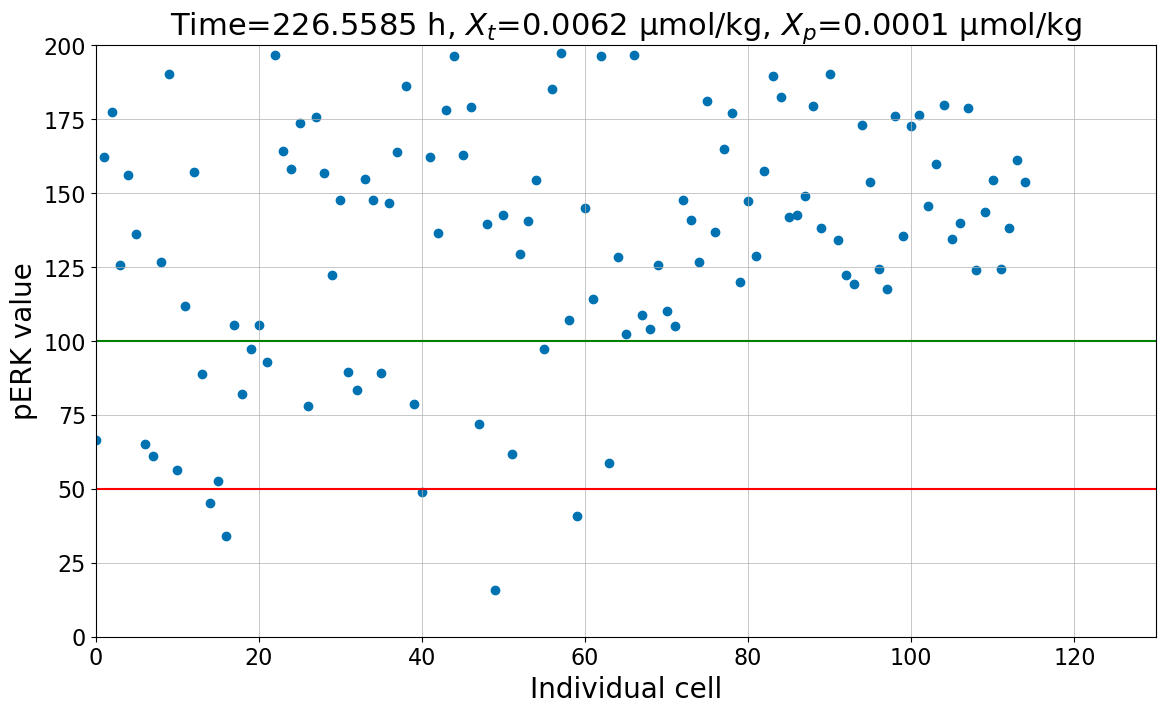 Time=226.5585 h, X_t=0.0062 µmol/kg, X_p=0.0001 µmol/kg
200
175
150
125
100
75
50
25
0
pERK value
0 20 40 60 80 100 120
Individual cell